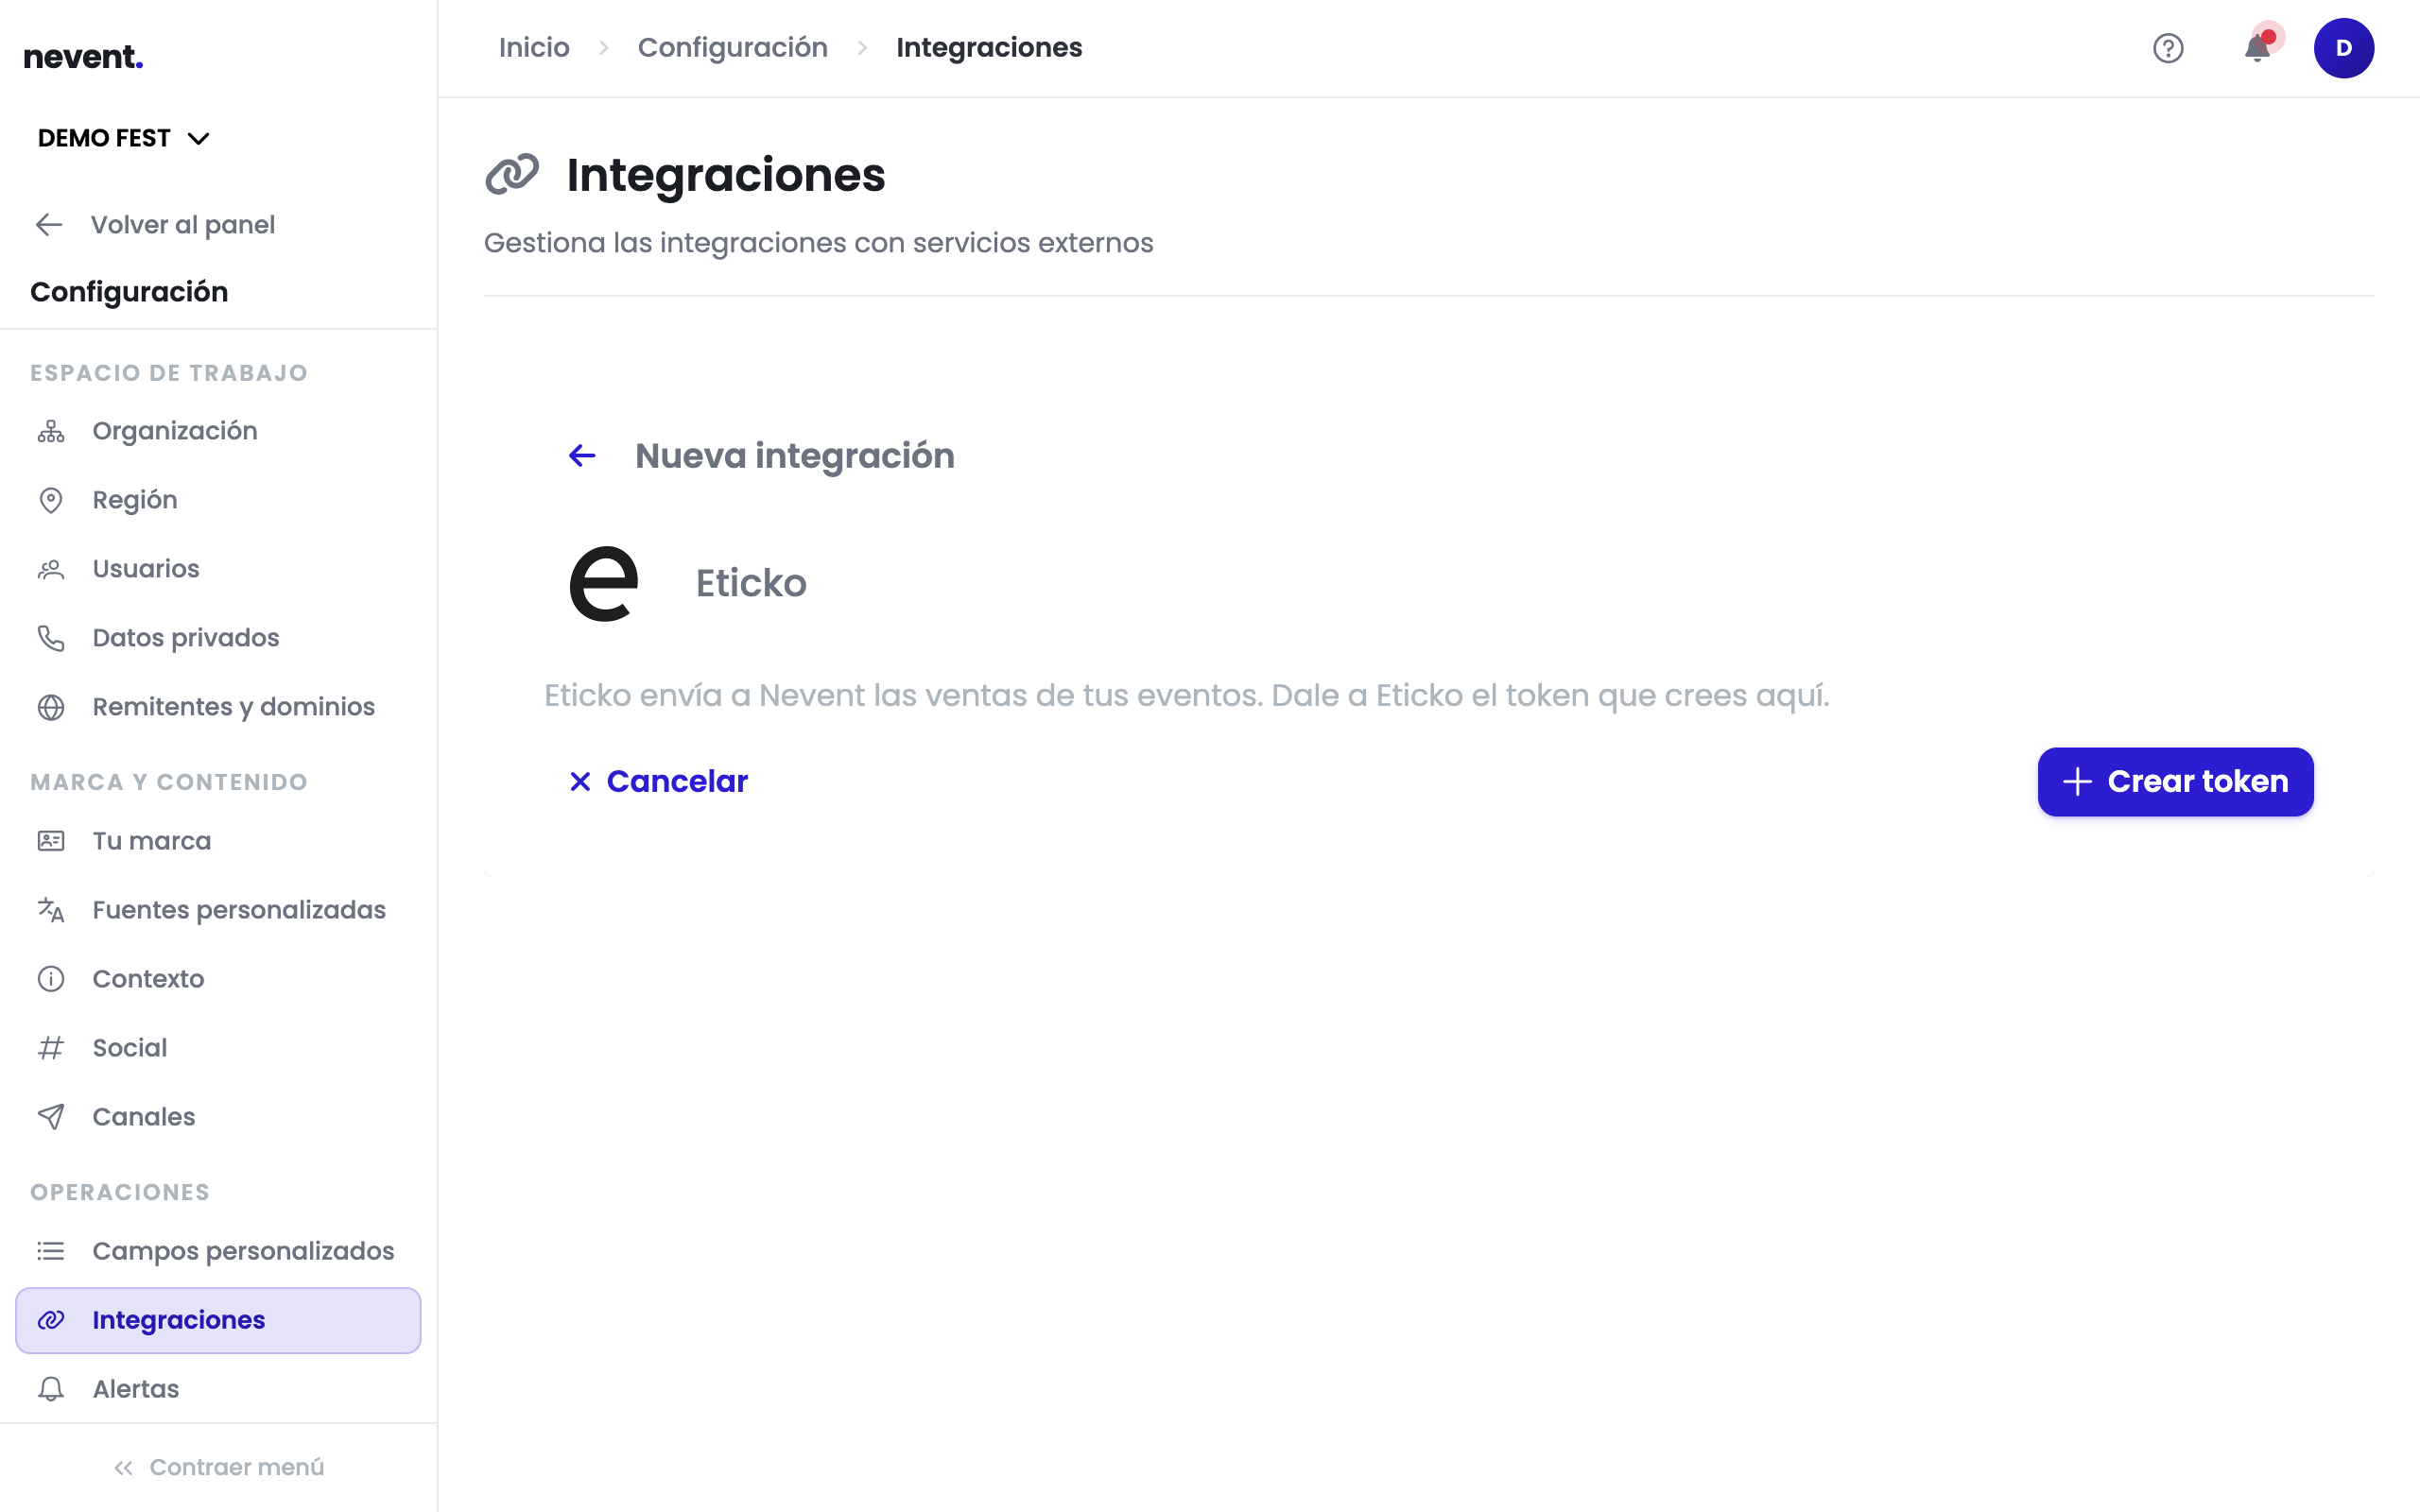 nevent.
DEMO FEST
Volver al panel
Configuración
ESPACIO DE TRABAJO
Organización
Región
Usuarios
Datos privados
Remitentes y dominios
MARCA Y CONTENIDO
Tu marca
Fuentes personalizadas
Contexto
Social
Canales
OPERACIONES
Campos personalizados
Integraciones
Alertas
Contraer menú
Inicio > Configuración > Integraciones
D
Integraciones
Gestiona las integraciones con servicios externos
Nueva integración
e Eticko
Eticko envía a Nevent las ventas de tus eventos. Dale a Eticko el token que crees aquí.
Cancelar
Crear token